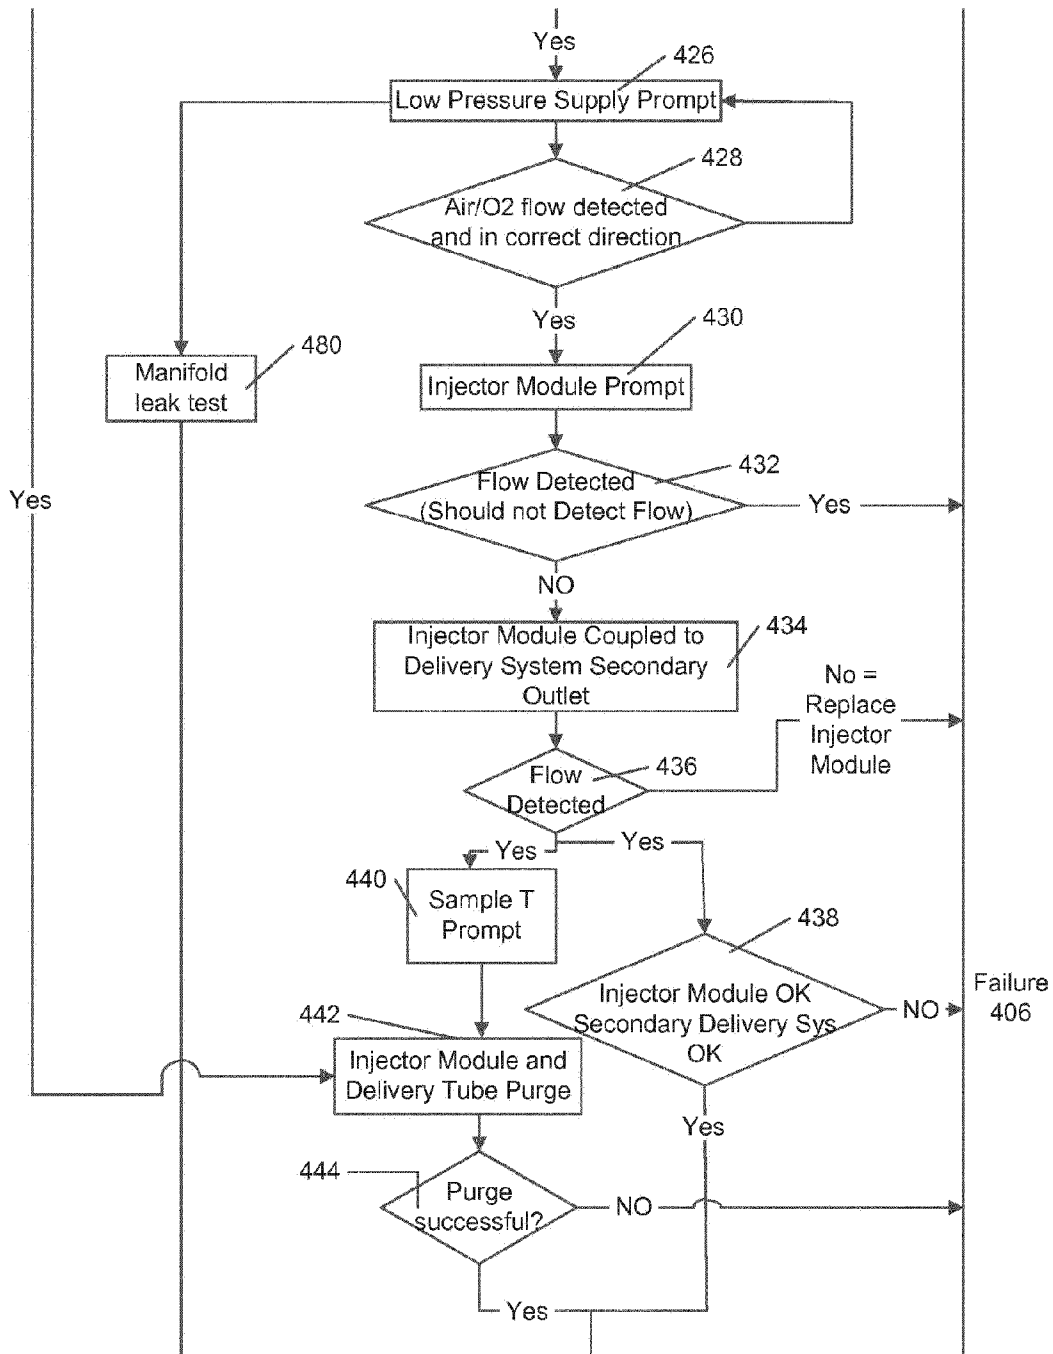 Yes
426
Low Pressure Supply Prompt
428
Air/O2 flow detected
and in correct direction
Yes
430
480
Manifold
leak test
Injector Module Prompt
432
Flow Detected
(Should not Detect Flow)
Yes
Yes
NO
434
Injector Module Coupled to
Delivery System Secondary
Outlet
No =
Replace
Injector
Module
436
Flow
Detected
Yes
Yes
440
Sample T
Prompt
438
Injector Module OK
Secondary Delivery Sys
OK
NO
Failure
406
442
Injector Module and
Delivery Tube Purge
Yes
444
Purge
successful?
NO
Yes